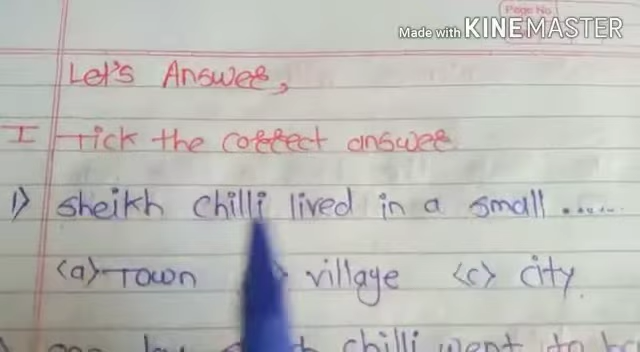 Page No
Made with KINEMASTER
Let's Answer,
I Tick the correct answer
1) Sheikh chilli lived in a small ......
(a) Town village (c) city.
chilli went to